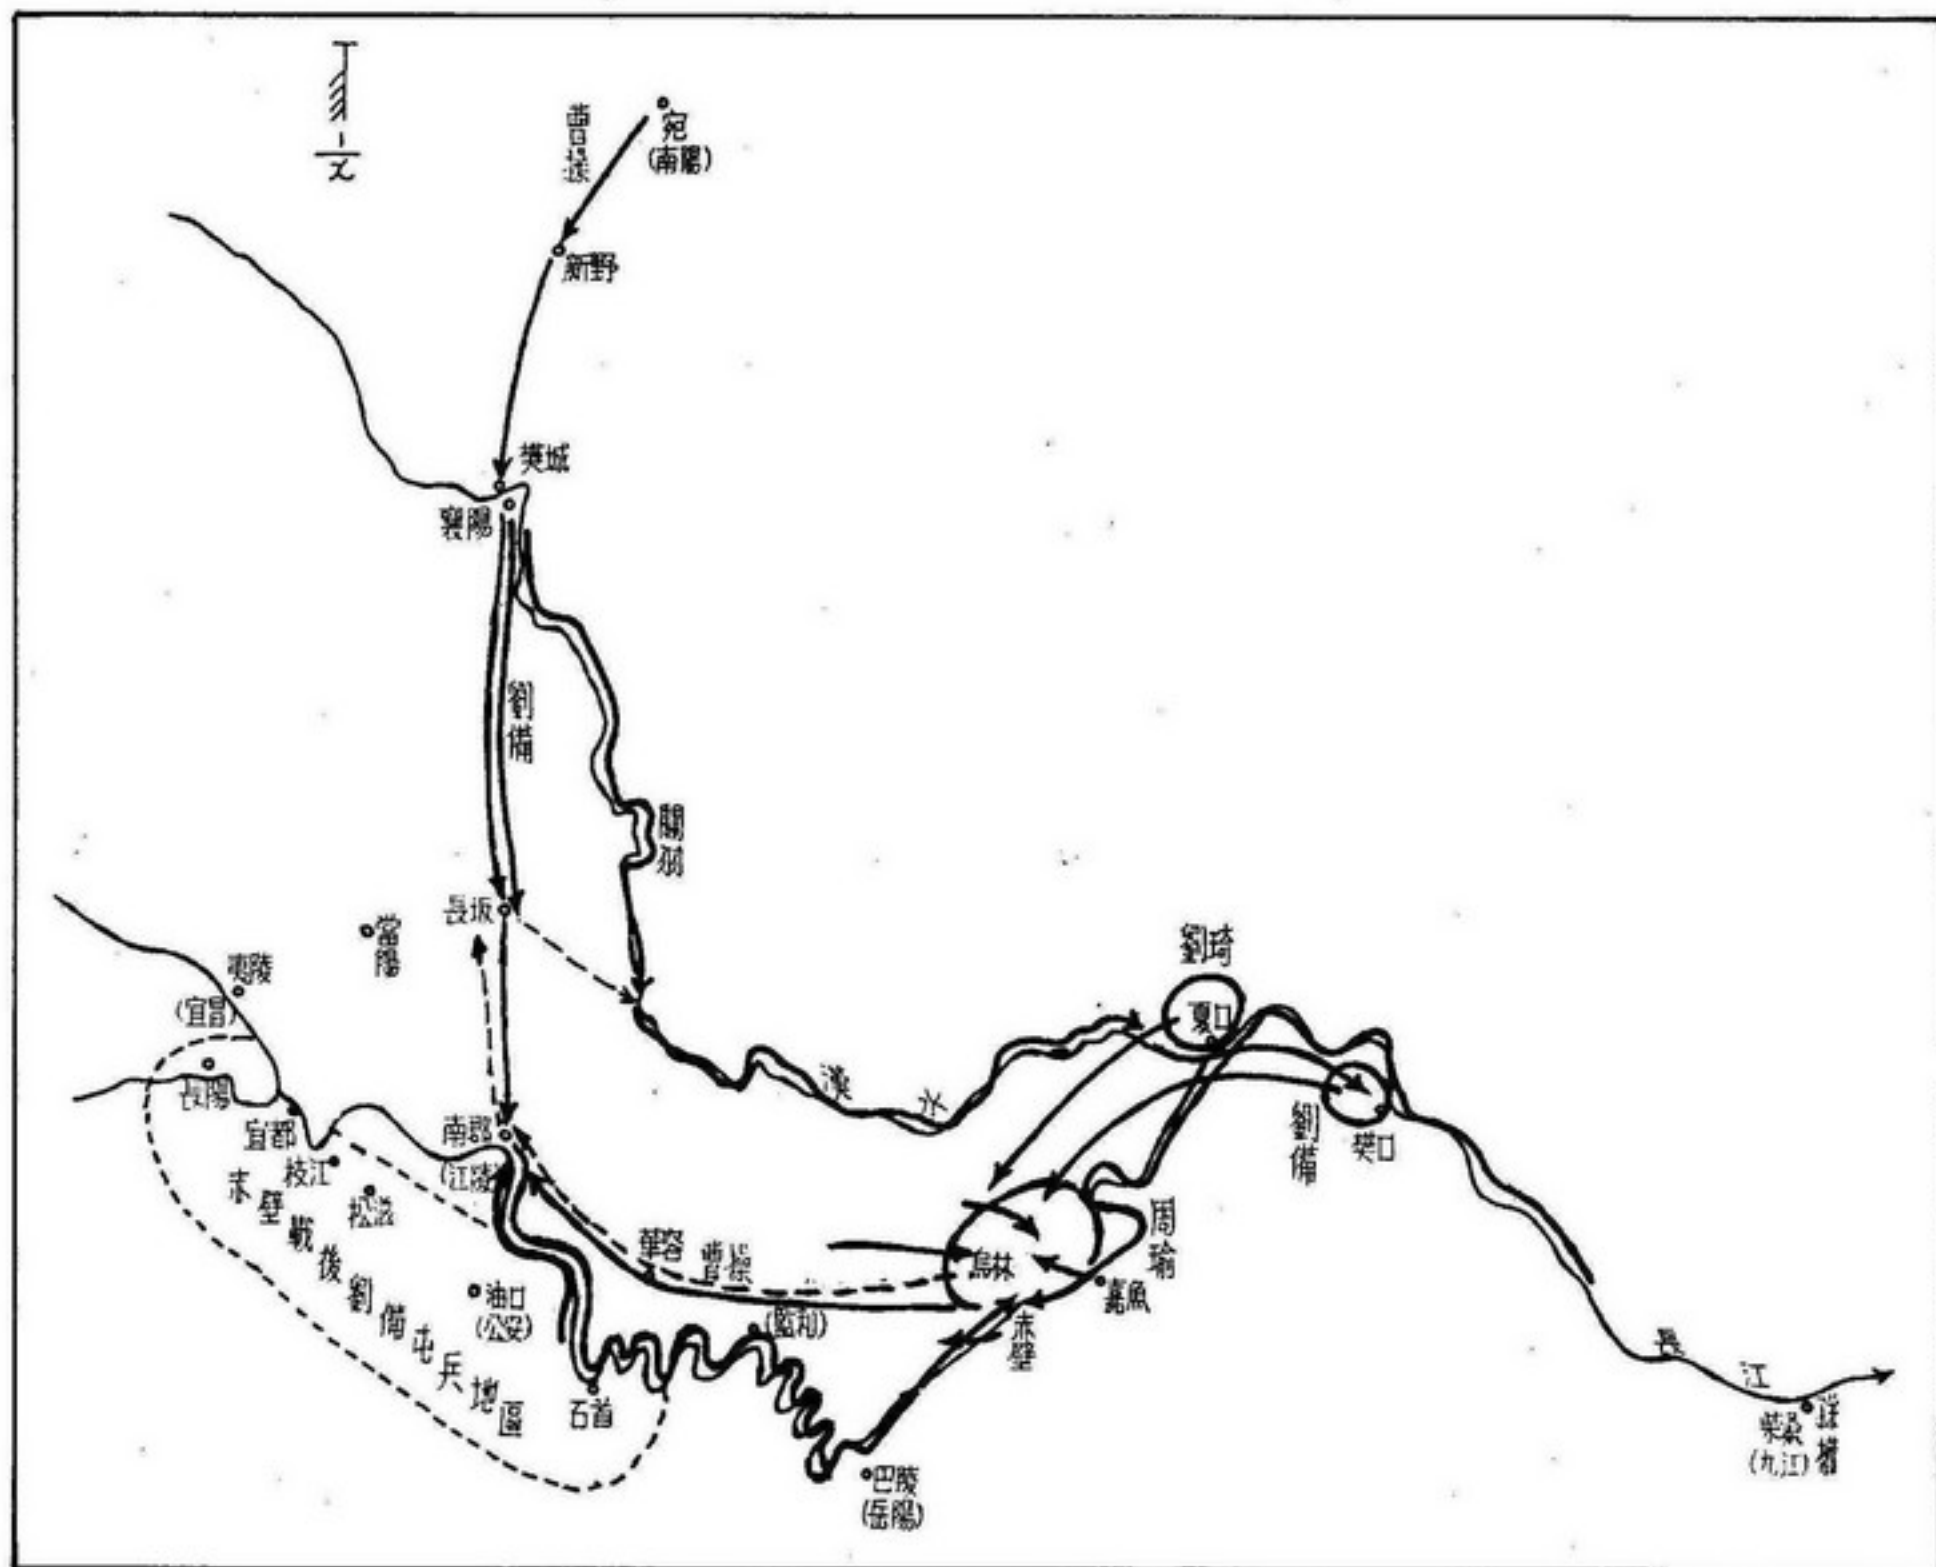 曹操
宛
(南陽)
新野
樊城
襄陽
劉備
關羽
長坂
當陽
夷陵
(宜昌)
長陽
宜都
枝江
松滋
南郡
(江陵)
赤壁戰後劉備屯兵地區
油口
(公安)
石首
華容
曹操
(監利)
烏林
赤壁
嘉魚
周瑜
巴陵
(岳陽)
漢水
劉琦
夏口
劉備
樊口
長江
柴桑
(九江)
孫權